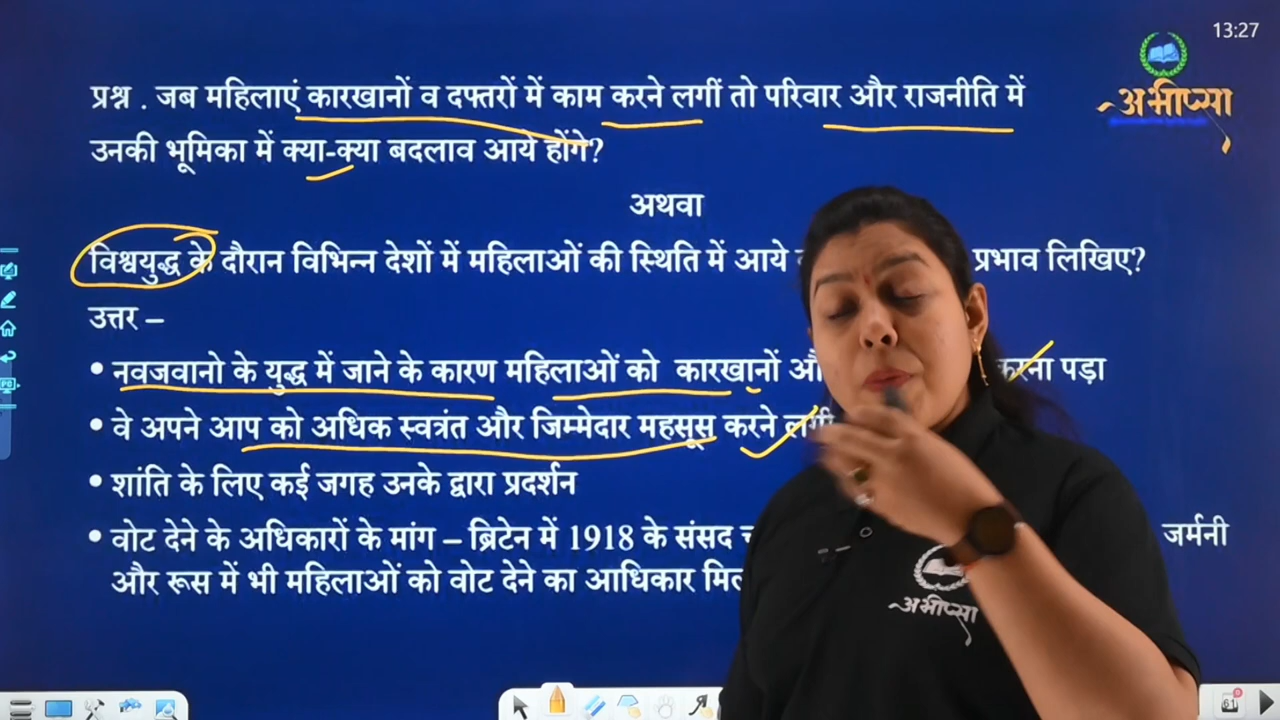 13:27
अभीप्सा
प्रश्न . जब महिलाएं कारखानों व दफ्तरों में काम करने लगीं तो परिवार और राजनीति में
उनकी भूमिका में क्या-क्या बदलाव आये होंगे?
अथवा
विश्वयुद्ध के दौरान विभिन्न देशों में महिलाओं की स्थिति में आये प्रभाव लिखिए?
उत्तर –
• नवजवानो के युद्ध में जाने के कारण महिलाओं को कारखानों करना पड़ा
• वे अपने आप को अधिक स्वत्रंत और जिम्मेदार महसूस करने लगी
• शांति के लिए कई जगह उनके द्वारा प्रदर्शन
• वोट देने के अधिकारों के मांग – ब्रिटेन में 1918 के संसद जर्मनी
और रूस में भी महिलाओं को वोट देने का आधिकार
अभीप्सा